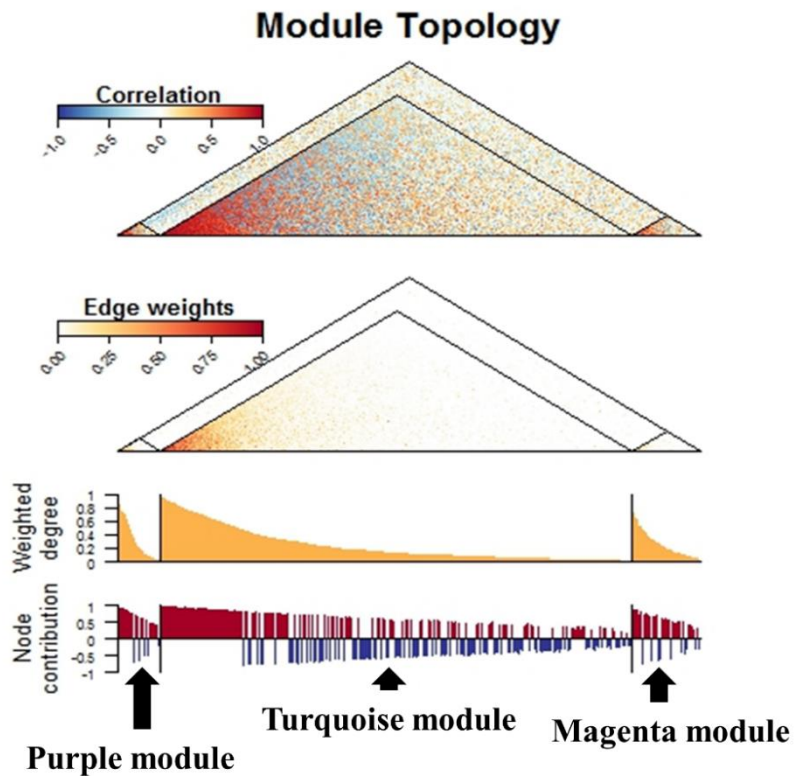 Module Topology
Correlation
-1.0 -0.5 0.0 0.5 1.0
Edge weights
0.00 0.25 0.50 0.75 1.00
Weighted
degree
1
0.8
0.6
0.4
0.2
0
Node
contribution
1
0.5
0
-0.5
-1
Purple module
Turquoise module
Magenta module